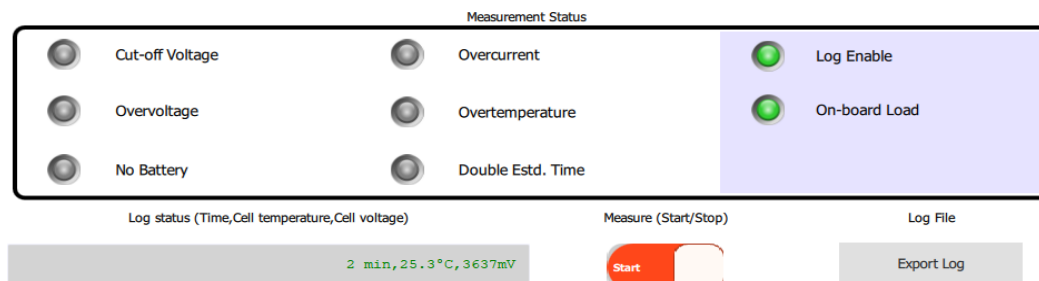 Measurement Status
Cut-off Voltage
Overcurrent
Log Enable
Overvoltage
Overtemperature
On-board Load
No Battery
Double Estd. Time
Log status (Time,Cell temperature,Cell voltage)
Measure (Start/Stop)
Log File
2 min,25.3°C,3637mV
Start
Export Log